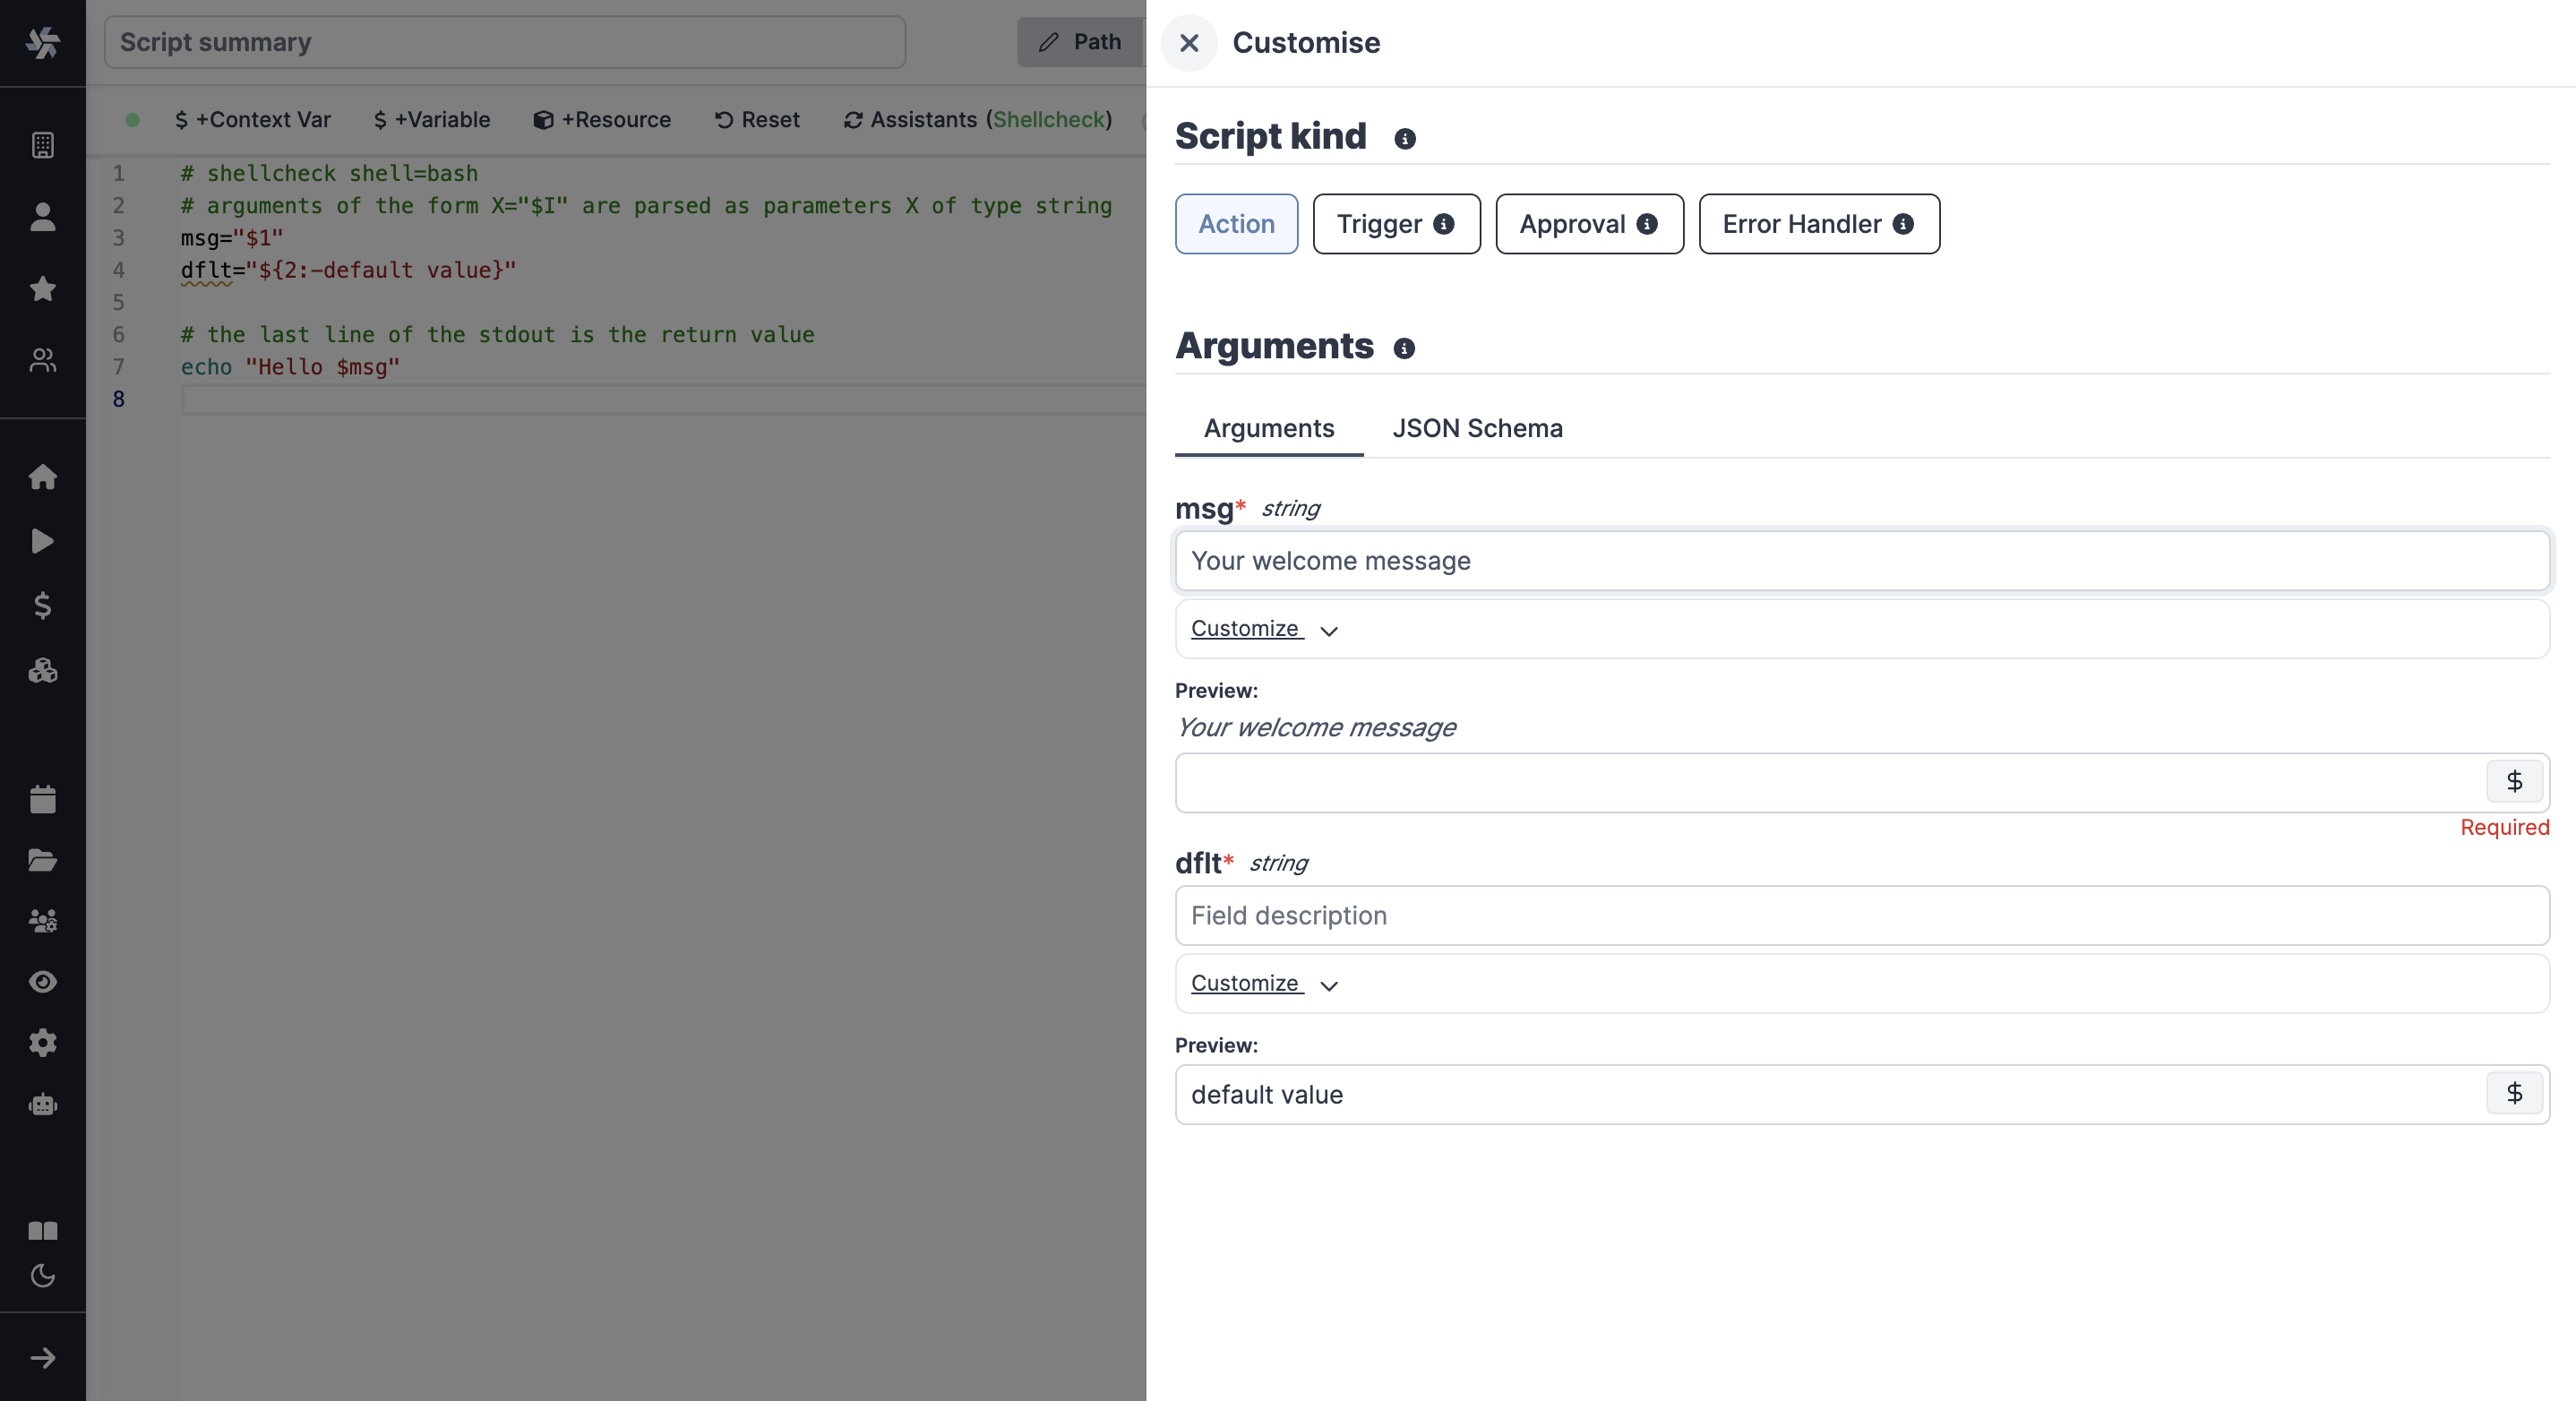 Script summary
Path
$ +Context Var
$ +Variable
+Resource
Reset
Assistants (Shellcheck)
1 # shellcheck shell=bash
2 # arguments of the form X="$I" are parsed as parameters X of type string
3 msg="$1"
4 dflt="${2:-default value}"
5
6 # the last line of the stdout is the return value
7 echo "Hello $msg"
8
Customise
Script kind
Action
Trigger
Approval
Error Handler
Arguments
Arguments
JSON Schema
msg* string
Your welcome message
Customize
Preview:
Your welcome message
$
Required
dflt* string
Field description
Customize
Preview:
default value
$